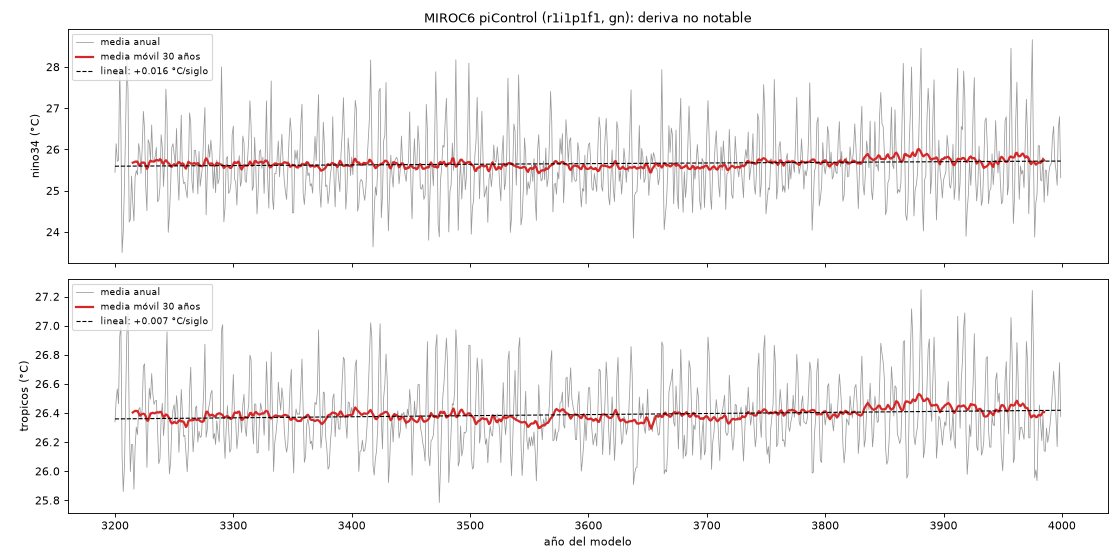 MIROC6 piControl (r1i1p1f1, gn): deriva no notable
media anual
media móvil 30 años
lineal: +0.016 °C/siglo
nino34 (°C)
28
27
26
25
24
media anual
media móvil 30 años
lineal: +0.007 °C/siglo
tropicos (°C)
27.2
27.0
26.8
26.6
26.4
26.2
26.0
25.8
3200 3300 3400 3500 3600 3700 3800 3900 4000
año del modelo